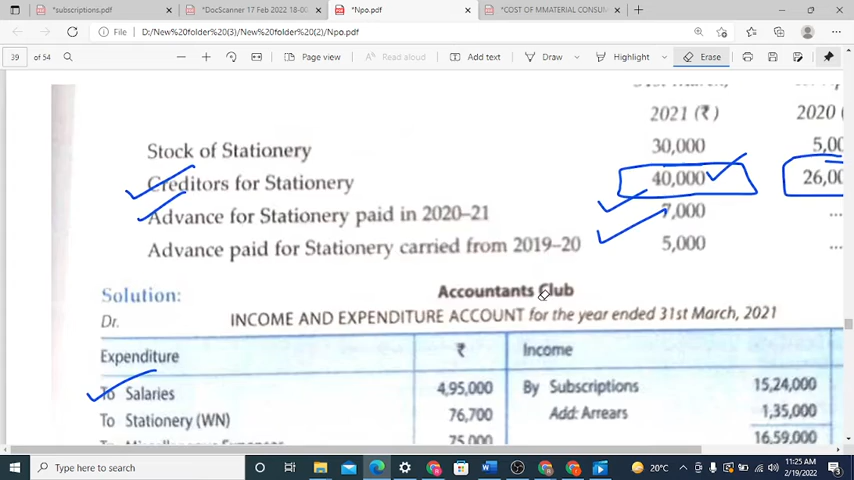 *subscriptions.pdf
*DocScanner 17 Feb 2022 18-00
*Npo.pdf
*COST OF MMATERIAL CONSUM
File
D:/New%20folder%20(3)/New%20folder%20(2)/Npo.pdf
39 of 54
Page view
Read aloud
Add text
Draw
Highlight
Erase
2021 (₹)
2020
Stock of Stationery
30,000
5,00
Creditors for Stationery
40,000
26,00
Advance for Stationery paid in 2020–21
7,000
...
Advance paid for Stationery carried from 2019–20
5,000
...
Solution:
Accountants Club
Dr.
INCOME AND EXPENDITURE ACCOUNT for the year ended 31st March, 2021
Expenditure
₹
Income
To Salaries
4,95,000
By Subscriptions
15,24,000
To Stationery (WN)
76,700
Add: Arrears
1,35,000
75,000
16,59,000
Type here to search
20°C
11:25 AM
2/19/2022